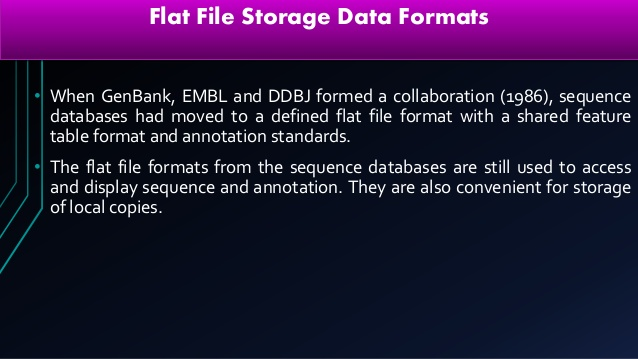 Flat File Storage Data Formats
• When GenBank, EMBL and DDBJ formed a collaboration (1986), sequence
databases had moved to a defined flat file format with a shared feature
table format and annotation standards.
• The flat file formats from the sequence databases are still used to access
and display sequence and annotation. They are also convenient for storage
of local copies.